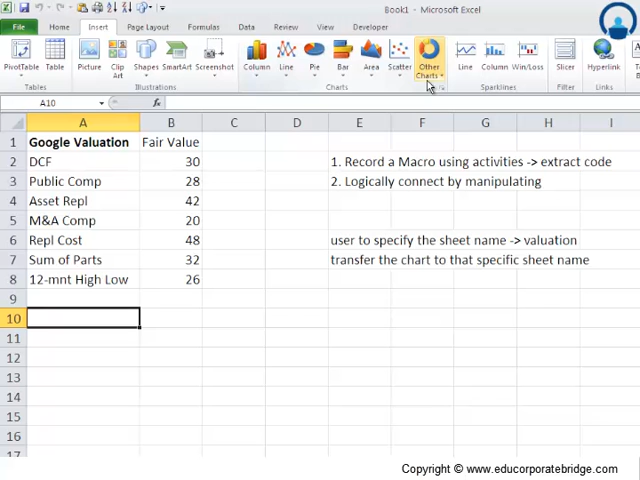 Book1 - Microsoft Excel
File Home Insert Page Layout Formulas Data Review View Developer
PivotTable Table Picture Clip Art Shapes SmartArt Screenshot Column Line Pie Bar Area Scatter Other Charts Line Column Win/Loss Slicer Hyperlink
Tables Illustrations Charts Sparklines Filter Links
A10 fx
A B C D E F G H I
1 Google Valuation Fair Value
2 DCF 30 1. Record a Macro using activities -> extract code
3 Public Comp 28 2. Logically connect by manipulating
4 Asset Repl 42
5 M&A Comp 20
6 Repl Cost 48 user to specify the sheet name -> valuation
7 Sum of Parts 32 transfer the chart to that specific sheet name
8 12-mnt High Low 26
9
10
11
12
13
14
15
16
17
Copyright © www.educorporatebridge.com